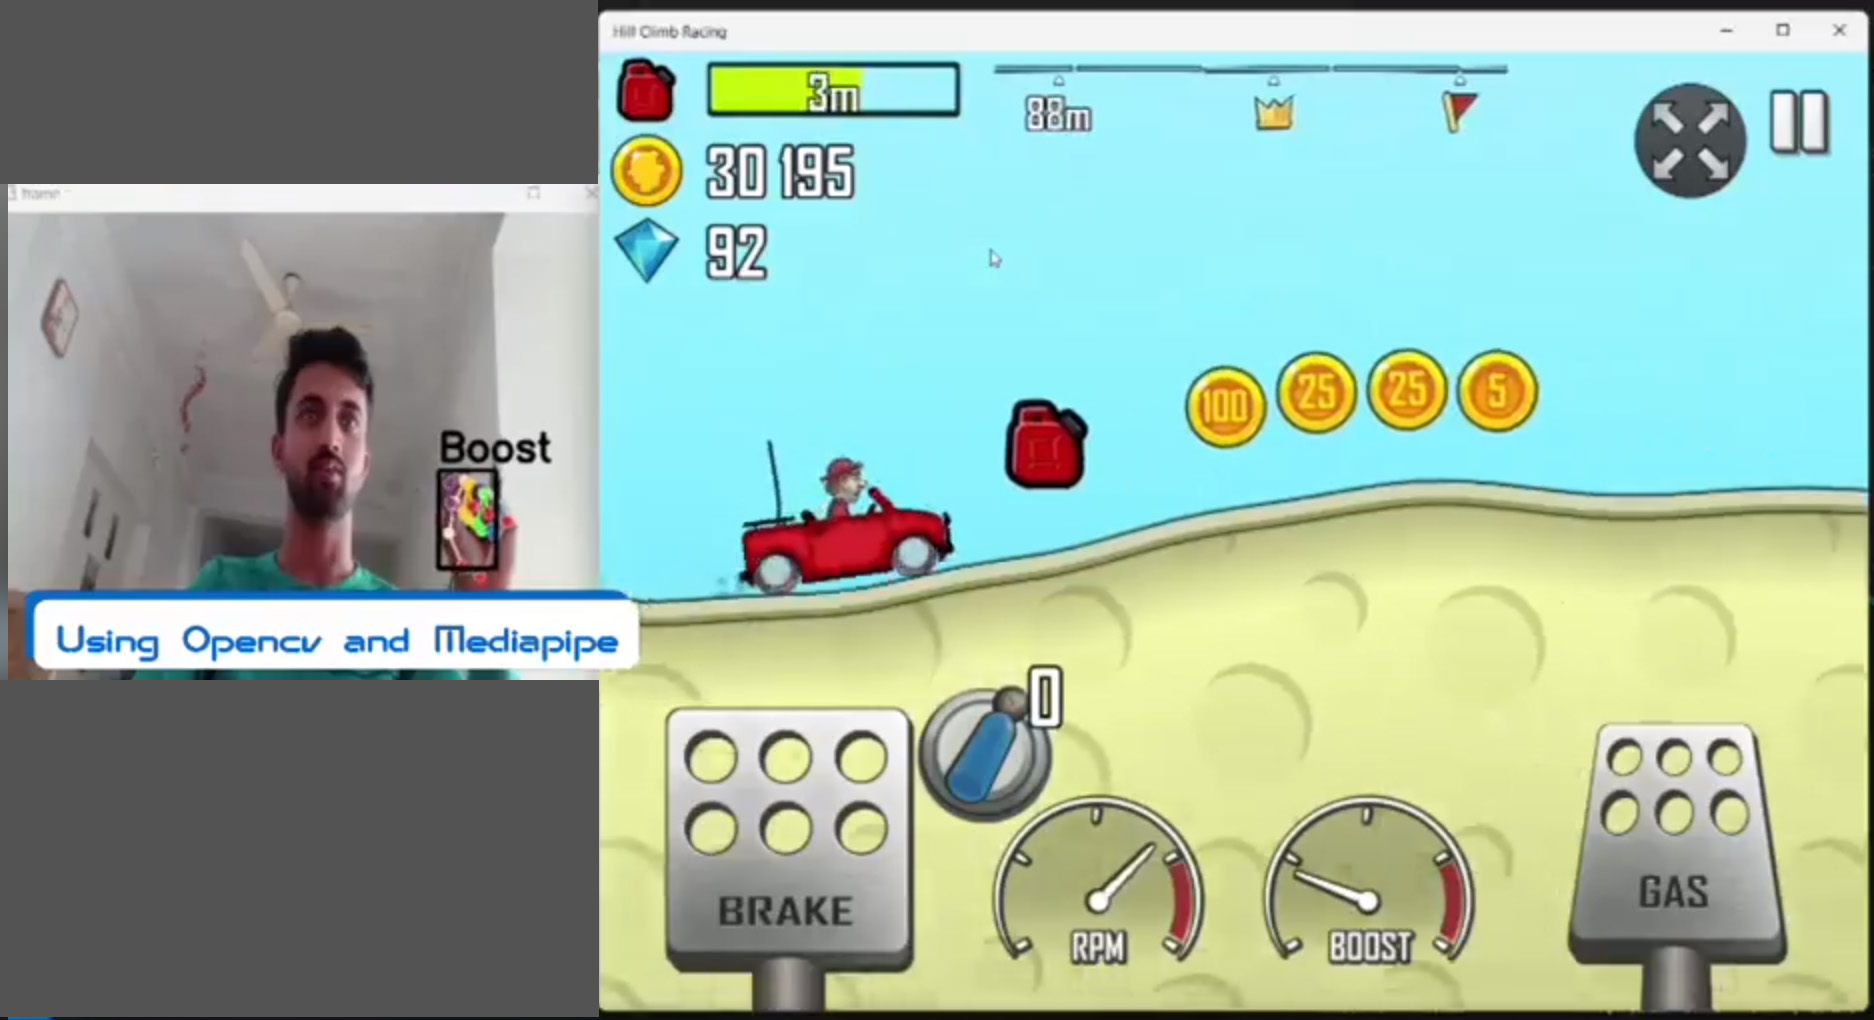 Hill Climb Racing
3m
88m
30 195
92
frame
Boost
100
25
25
5
Using Opencv and Mediapipe
0
BRAKE
RPM
BOOST
GAS